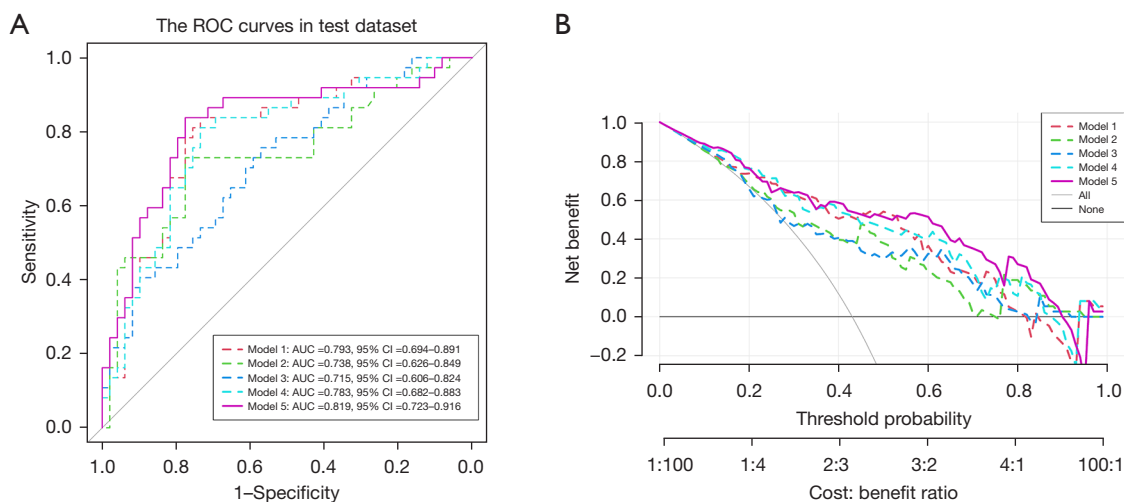 A
The ROC curves in test dataset
1.0
0.8
0.6
0.4
0.2
0.0
Sensitivity
Model 1: AUC =0.793, 95% CI =0.694–0.891
Model 2: AUC =0.738, 95% CI =0.626–0.849
Model 3: AUC =0.715, 95% CI =0.606–0.824
Model 4: AUC =0.783, 95% CI =0.682–0.883
Model 5: AUC =0.819, 95% CI =0.723–0.916
1.0 0.8 0.6 0.4 0.2 0.0
1–Specificity
B
Model 1
Model 2
Model 3
Model 4
Model 5
All
None
1.0
0.8
0.6
0.4
0.2
0.0
−0.2
Net benefit
0.0 0.2 0.4 0.6 0.8 1.0
Threshold probability
1:100 1:4 2:3 3:2 4:1 100:1
Cost: benefit ratio